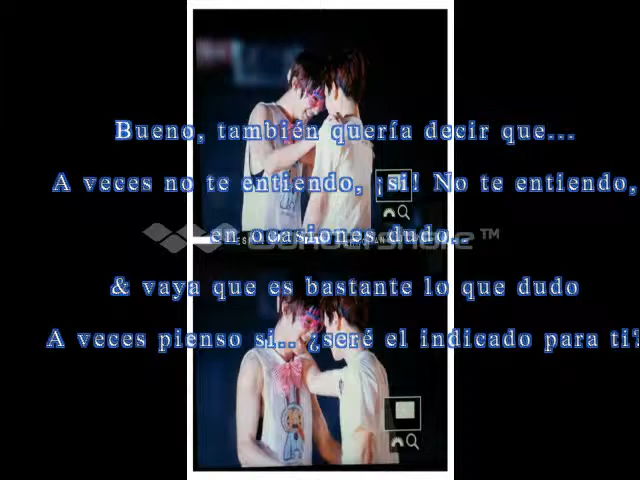 Bueno, también quería decir que...
A veces no te entiendo, ¡si! No te entiendo,
en ocasiones dudo..
& vaya que es bastante lo que dudo
A veces pienso si.. ¿seré el indicado para ti?